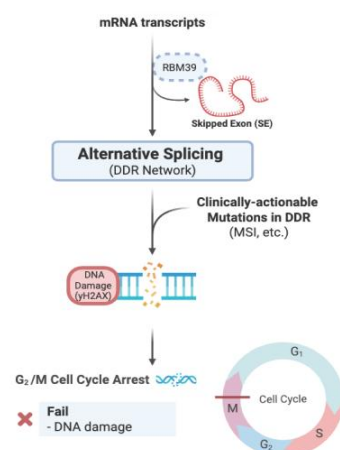 mRNA transcripts
RBM39
Skipped Exon (SE)
Alternative Splicing
(DDR Network)
Clinically-actionable
Mutations in DDR
(MSI, etc.)
DNA
Damage
(yH2AX)
G₂/M Cell Cycle Arrest
Fail
- DNA damage
G₁
M
Cell Cycle
S
G₂